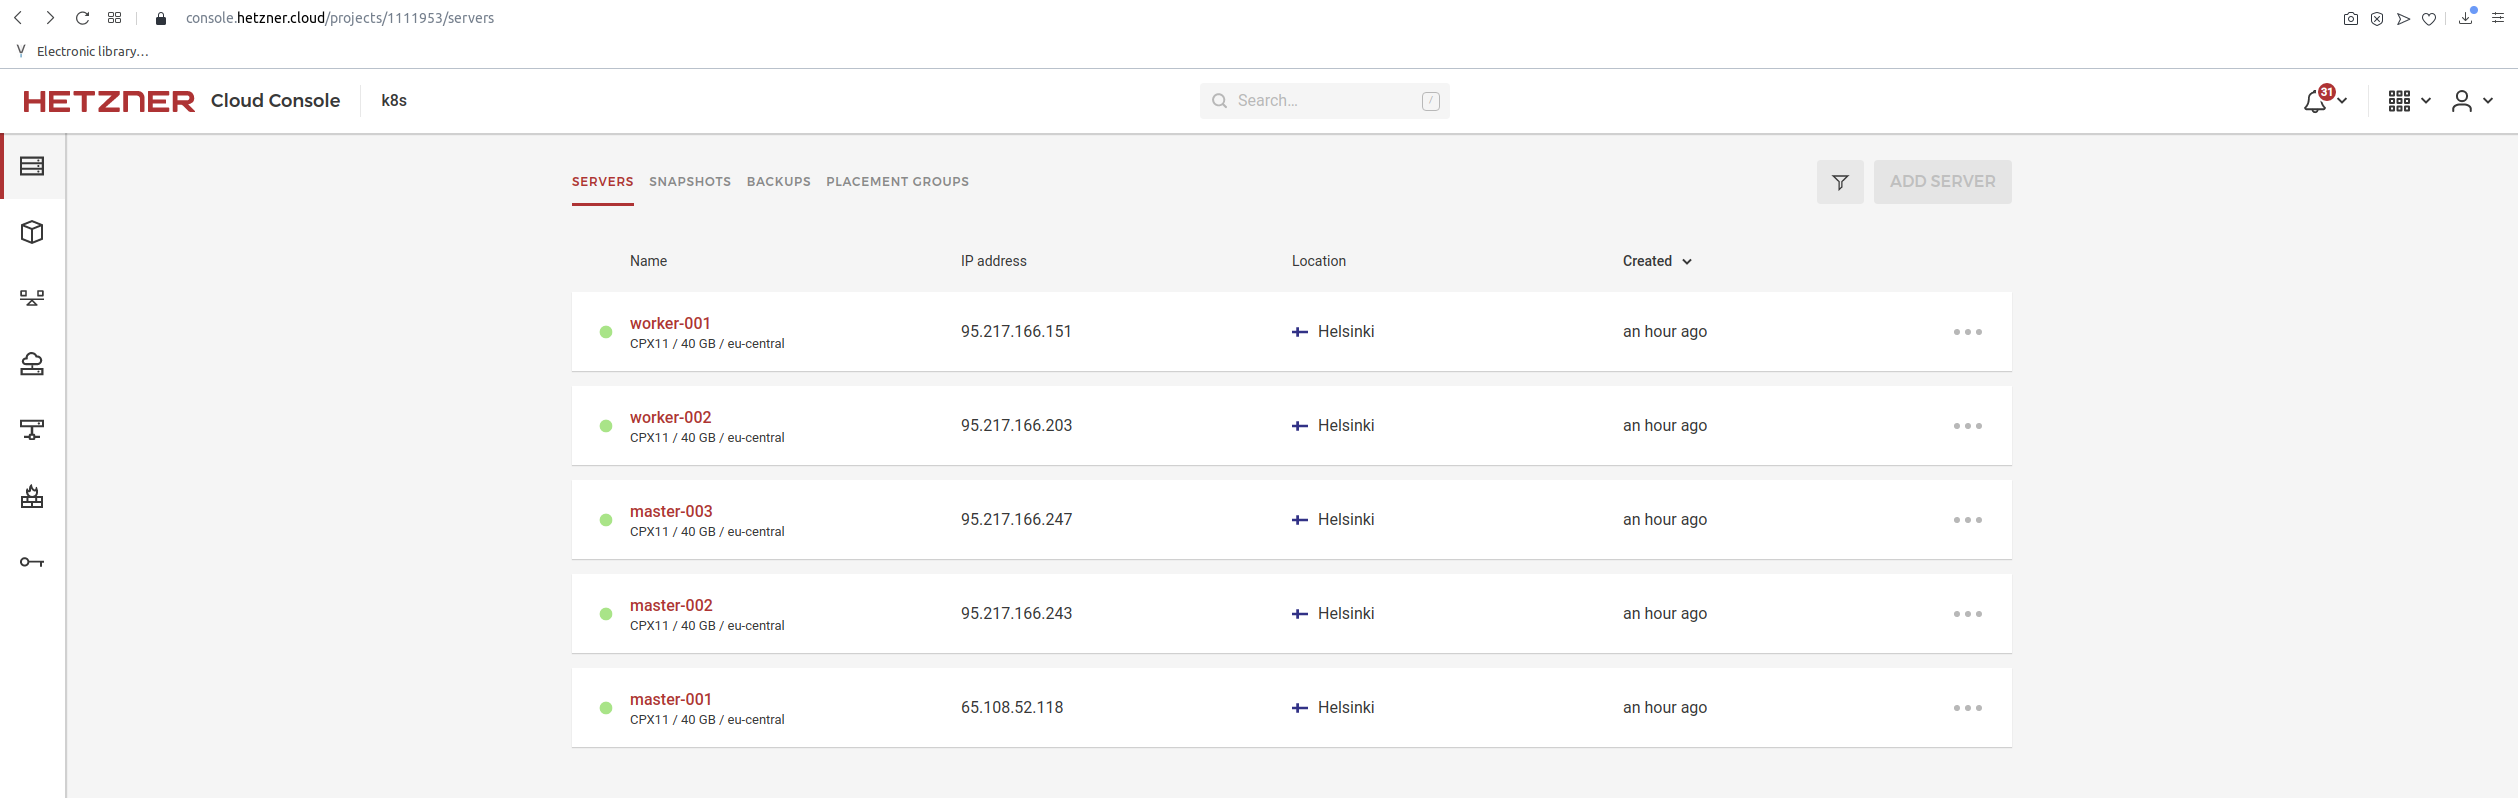 console.hetzner.cloud/projects/1111953/servers
Electronic library...
HETZNER Cloud Console k8s Search... / 31
SERVERS SNAPSHOTS BACKUPS PLACEMENT GROUPS ADD SERVER
Name IP address Location Created
worker-001
CPX11 / 40 GB / eu-central
95.217.166.151 Helsinki an hour ago
worker-002
CPX11 / 40 GB / eu-central
95.217.166.203 Helsinki an hour ago
master-003
CPX11 / 40 GB / eu-central
95.217.166.247 Helsinki an hour ago
master-002
CPX11 / 40 GB / eu-central
95.217.166.243 Helsinki an hour ago
master-001
CPX11 / 40 GB / eu-central
65.108.52.118 Helsinki an hour ago